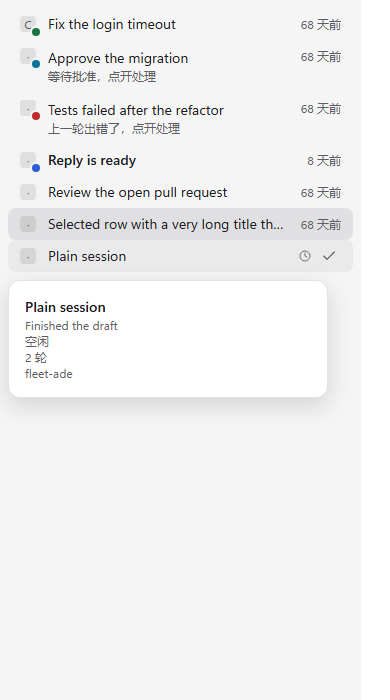 C Fix the login timeout 68 天前
· Approve the migration 68 天前
等待批准，点开处理
· Tests failed after the refactor 68 天前
上一轮出错了，点开处理
· Reply is ready 8 天前
· Review the open pull request 68 天前
· Selected row with a very long title th... 68 天前
· Plain session
Plain session
Finished the draft
空闲
2 轮
fleet-ade